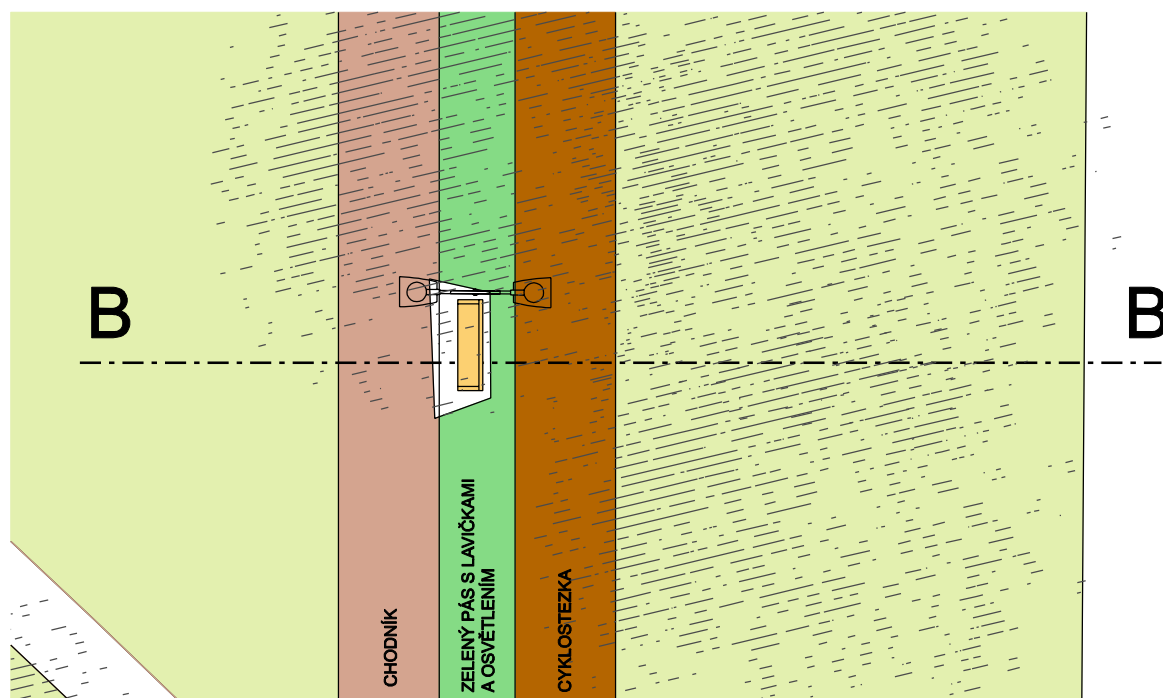 B
B
CHODNÍK
ZELENÝ PÁS S LAVIČKAMI
A OSVĚTLENÍM
CYKLOSTEZKA